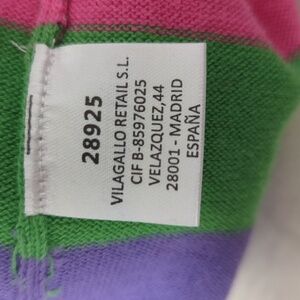 28925
VILAGALLO RETAIL S.L.
CIF B-85976025
VELAZQUEZ,44
28001 - MADRID
ESPAÑA